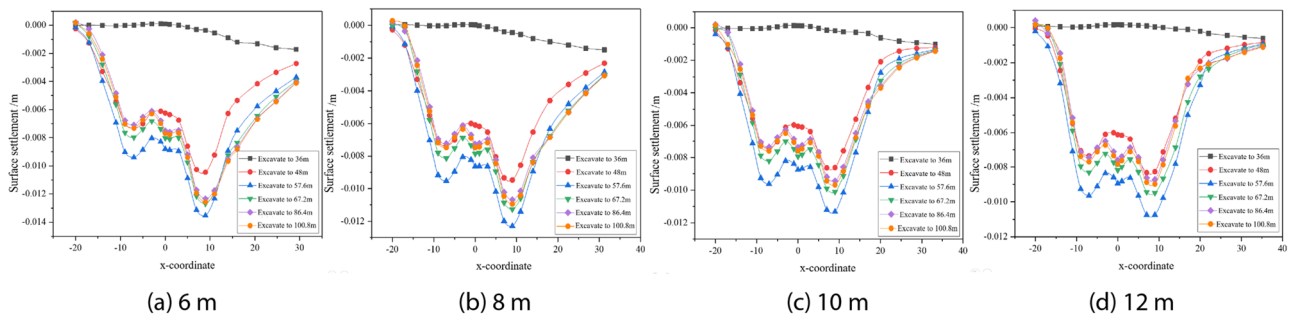 0.000
-0.002
-0.004
-0.006
-0.008
-0.010
-0.012
-0.014
Surface settlement /m
-20
-10
0
10
20
30
x-coordinate
Excavate to 36m
Excavate to 48m
Excavate to 57.6m
Excavate to 67.2m
Excavate to 86.4m
Excavate to 100.8m
(a) 6 m
0.000
-0.002
-0.004
-0.006
-0.008
-0.010
-0.012
Surface settlement /m
-20
-10
0
10
20
30
40
x-coordinate
Excavate to 36m
Excavate to 48m
Excavate to 57.6m
Excavate to 67.2m
Excavate to 86.4m
Excavate to 100.8m
(b) 8 m
0.000
-0.002
-0.004
-0.006
-0.008
-0.010
-0.012
Surface settlement /m
-20
-10
0
10
20
30
40
x-coordinate
Excavate to 36m
Excavate to 48m
Excavate to 57.6m
Excavate to 67.2m
Excavate to 86.4m
Excavate to 100.8m
(c) 10 m
0.000
-0.002
-0.004
-0.006
-0.008
-0.010
-0.012
Surface settlement /m
-20
-10
0
10
20
30
40
x-coordinate
Excavate to 36m
Excavate to 48m
Excavate to 57.6m
Excavate to 67.2m
Excavate to 86.4m
Excavate to 100.8m
(d) 12 m